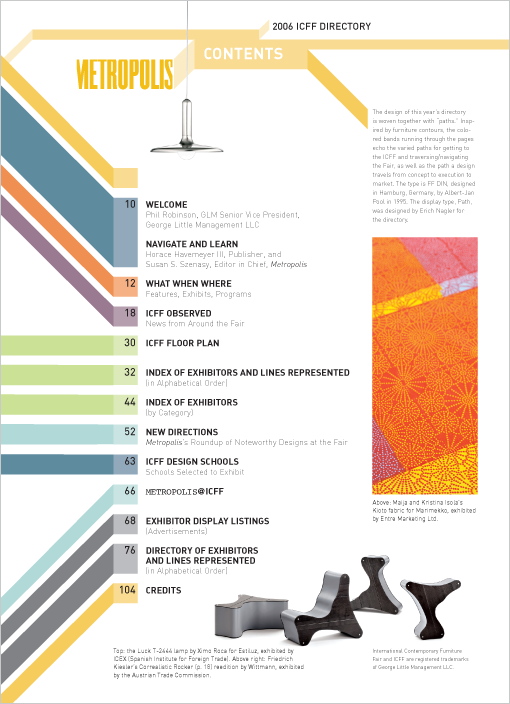 2006 ICFF DIRECTORY
CONTENTS
METROPOLIS
The design of this year's directory
is woven together with "paths." Insp-
ired by furniture contours, the colo-
red bands running through the pages
echo the varied paths for getting to
the ICFF and traversing/navigating
the Fair, as well as the path a design
travels from concept to execution to
market. The type is FF DIN, designed
in Hamburg, Germany, by Albert-Jan
Pool in 1995. The display type, Path,
was designed by Erich Nagler for
the directory.
10 WELCOME
Phil Robinson, GLM Senior Vice President,
George Little Management LLC
NAVIGATE AND LEARN
Horace Havemeyer III, Publisher, and
Susan S. Szenasy, Editor in Chief, Metropolis
12 WHAT WHEN WHERE
Features, Exhibits, Programs
18 ICFF OBSERVED
News from Around the Fair
30 ICFF FLOOR PLAN
32 INDEX OF EXHIBITORS AND LINES REPRESENTED
(in Alphabetical Order)
44 INDEX OF EXHIBITORS
(by Category)
52 NEW DIRECTIONS
Metropolis's Roundup of Noteworthy Designs at the Fair
63 ICFF DESIGN SCHOOLS
Schools Selected to Exhibit
66 METROPOLIS@ICFF
68 EXHIBITOR DISPLAY LISTINGS
(Advertisements)
76 DIRECTORY OF EXHIBITORS
AND LINES REPRESENTED
(in Alphabetical Order)
104 CREDITS
Above: Maija and Kristina Isola's
Kioto fabric for Marimekko, exhibited
by Entre Marketing Ltd.
Top: the Luck T-2464 lamp by Ximo Roca for Estiluz, exhibited by
ICEX (Spanish Institute for Foreign Trade). Above right: Friedrich
Kiesler's Correalistic Rocker (p. 18) reedition by Wittmann, exhibited
by the Austrian Trade Commission.
International Contemporary Furniture
Fair and ICFF are registered trademarks
of George Little Management LLC.